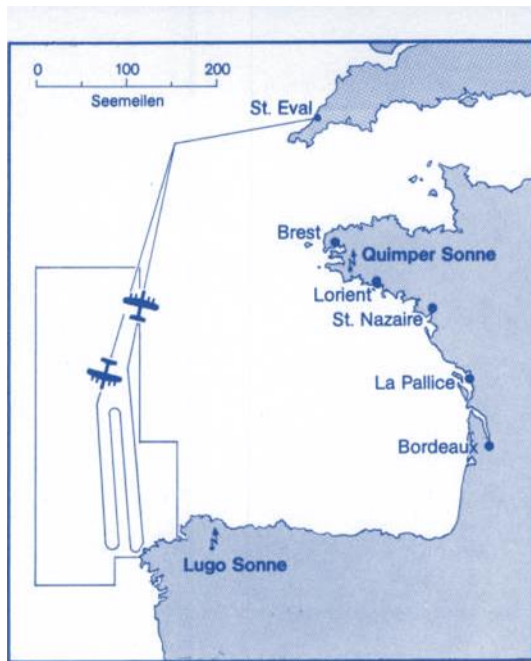 0 100 200
Seemeilen
St. Eval
Brest
Quimper Sonne
Lorient
St. Nazaire
La Pallice
Bordeaux
Lugo Sonne